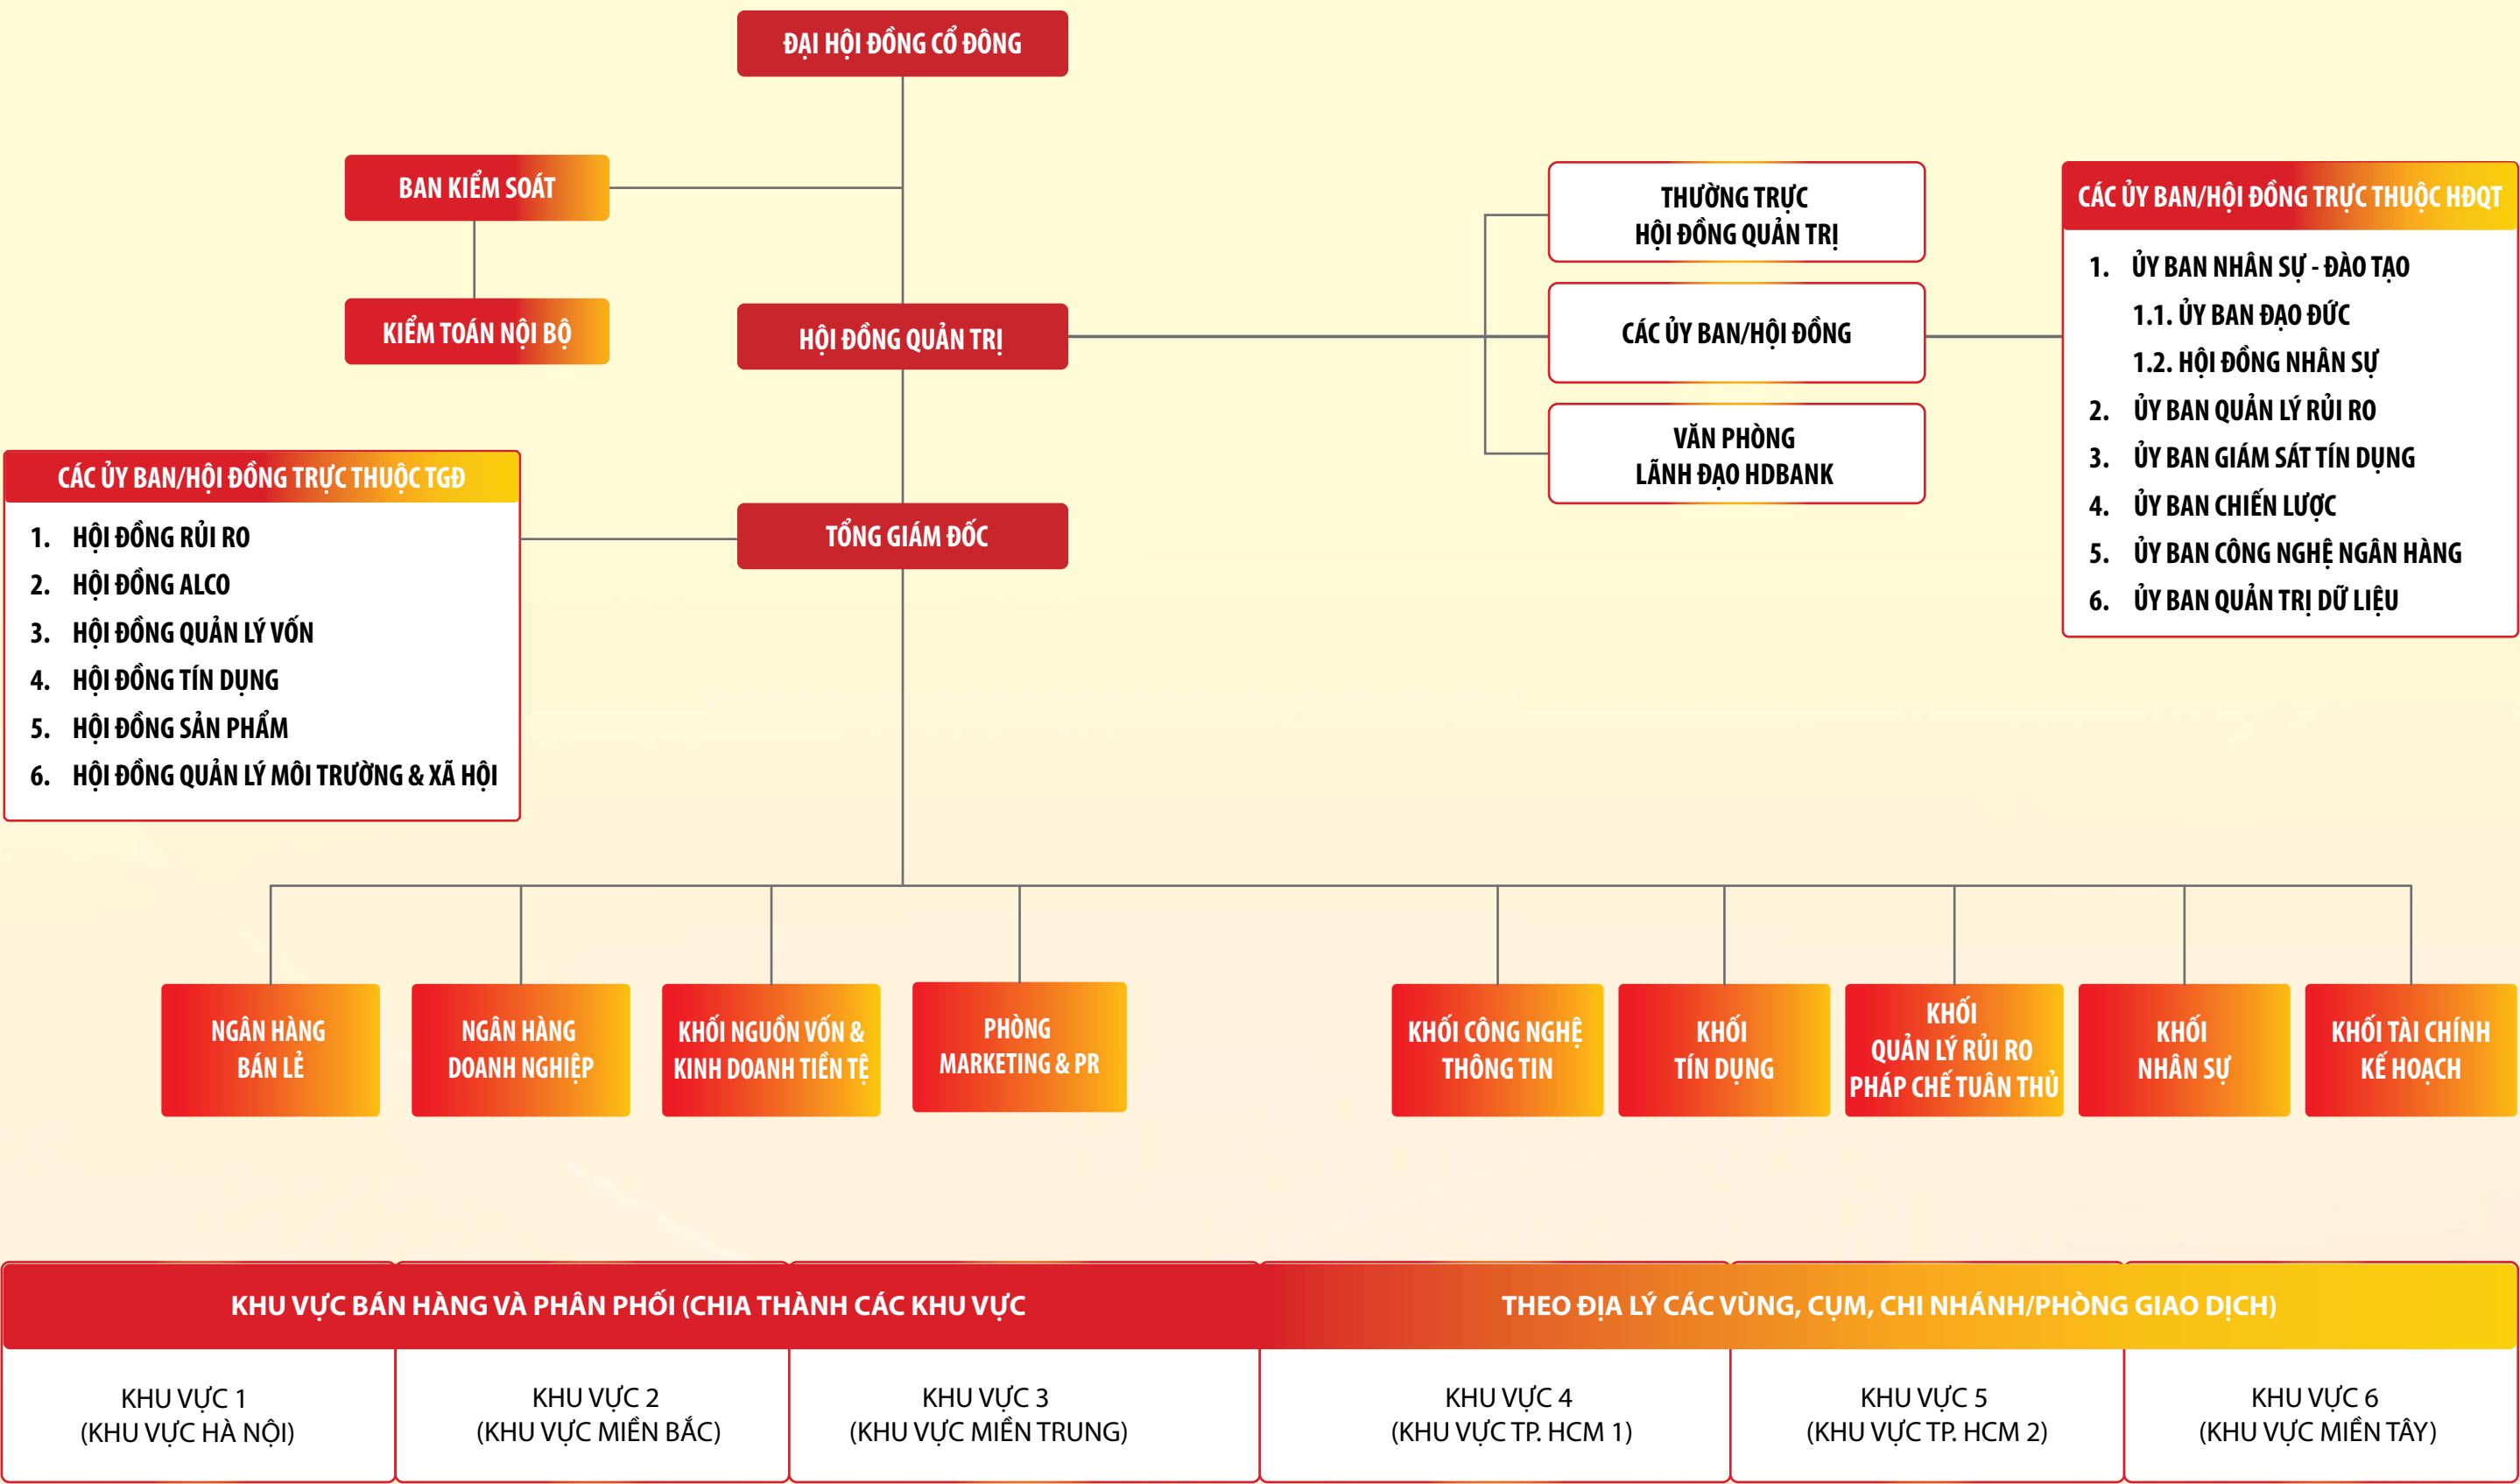 ĐẠI HỘI ĐỒNG CỔ ĐÔNG
BAN KIỂM SOÁT
KIỂM TOÁN NỘI BỘ
HỘI ĐỒNG QUẢN TRỊ
THƯỜNG TRỰC
HỘI ĐỒNG QUẢN TRỊ
CÁC ỦY BAN/HỘI ĐỒNG
VĂN PHÒNG
LÃNH ĐẠO HDBANK
CÁC ỦY BAN/HỘI ĐỒNG TRỰC THUỘC HĐQT
1. ỦY BAN NHÂN SỰ - ĐÀO TẠO
1.1. ỦY BAN ĐẠO ĐỨC
1.2. HỘI ĐỒNG NHÂN SỰ
2. ỦY BAN QUẢN LÝ RỦI RO
3. ỦY BAN GIÁM SÁT TÍN DỤNG
4. ỦY BAN CHIẾN LƯỢC
5. ỦY BAN CÔNG NGHỆ NGÂN HÀNG
6. ỦY BAN QUẢN TRỊ DỮ LIỆU
CÁC ỦY BAN/HỘI ĐỒNG TRỰC THUỘC TGĐ
1. HỘI ĐỒNG RỦI RO
2. HỘI ĐỒNG ALCO
3. HỘI ĐỒNG QUẢN LÝ VỐN
4. HỘI ĐỒNG TÍN DỤNG
5. HỘI ĐỒNG SẢN PHẨM
6. HỘI ĐỒNG QUẢN LÝ MÔI TRƯỜNG & XÃ HỘI
TỔNG GIÁM ĐỐC
NGÂN HÀNG
BÁN LẺ
NGÂN HÀNG
DOANH NGHIỆP
KHỐI NGUỒN VỐN &
KINH DOANH TIỀN TỆ
PHÒNG
MARKETING & PR
KHỐI CÔNG NGHỆ
THÔNG TIN
KHỐI
TÍN DỤNG
KHỐI
QUẢN LÝ RỦI RO
PHÁP CHẾ TUÂN THỦ
KHỐI
NHÂN SỰ
KHỐI TÀI CHÍNH
KẾ HOẠCH
KHU VỰC BÁN HÀNG VÀ PHÂN PHỐI (CHIA THÀNH CÁC KHU VỰC THEO ĐỊA LÝ CÁC VÙNG, CỤM, CHI NHÁNH/PHÒNG GIAO DỊCH)
KHU VỰC 1
(KHU VỰC HÀ NỘI)
KHU VỰC 2
(KHU VỰC MIỀN BẮC)
KHU VỰC 3
(KHU VỰC MIỀN TRUNG)
KHU VỰC 4
(KHU VỰC TP. HCM 1)
KHU VỰC 5
(KHU VỰC TP. HCM 2)
KHU VỰC 6
(KHU VỰC MIỀN TÂY)